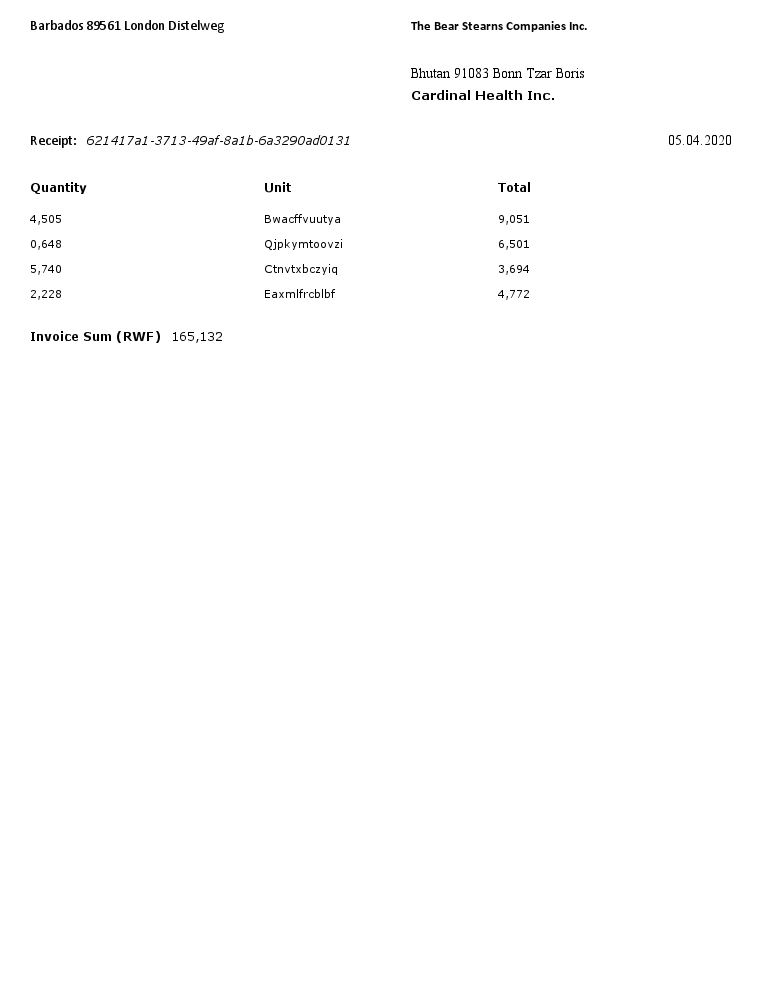 Barbados 89561 London Distelweg The Bear Stearns Companies Inc.
Bhutan 91083 Bonn Tzar Boris
Cardinal Health Inc.
Receipt: 621417a1-3713-49af-8a1b-6a3290ad0131 05.04.2020
Quantity Unit Total
4,505 Bwacffvuutya 9,051
0,648 Qjpkymtoovzi 6,501
5,740 Ctnvtxbczyiq 3,694
2,228 Eaxmlfrcblbf 4,772
Invoice Sum (RWF) 165,132